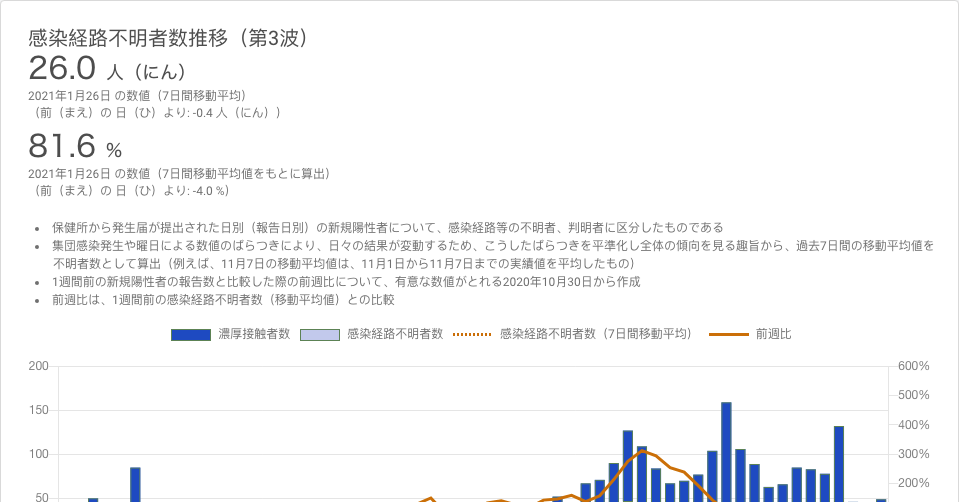 感染経路不明者数推移（第3波）
26.0 人（にん）
2021年1月26日 の数値（7日間移動平均）
（前（まえ）の 日（ひ）より: -0.4 人（にん））
81.6 %
2021年1月26日 の数値（7日間移動平均値をもとに算出）
（前（まえ）の 日（ひ）より: -4.0 %）
• 保健所から発生届が提出された日別（報告日別）の新規陽性者について、感染経路等の不明者、判明者に区分したものである
• 集団感染発生や曜日による数値のばらつきにより、日々の結果が変動するため、こうしたばらつきを平準化し全体の傾向を見る趣旨から、過去7日間の移動平均値を
不明者数として算出（例えば、11月7日の移動平均値は、11月1日から11月7日までの実績値を平均したもの）
• 1週間前の新規陽性者の報告数と比較した際の前週比について、有意な数値がとれる2020年10月30日から作成
• 前週比は、1週間前の感染経路不明者数（移動平均値）との比較
濃厚接触者数 感染経路不明者数 感染経路不明者数（7日間移動平均） 前週比
200 600%
500%
150
400%
100 300%
200%
50